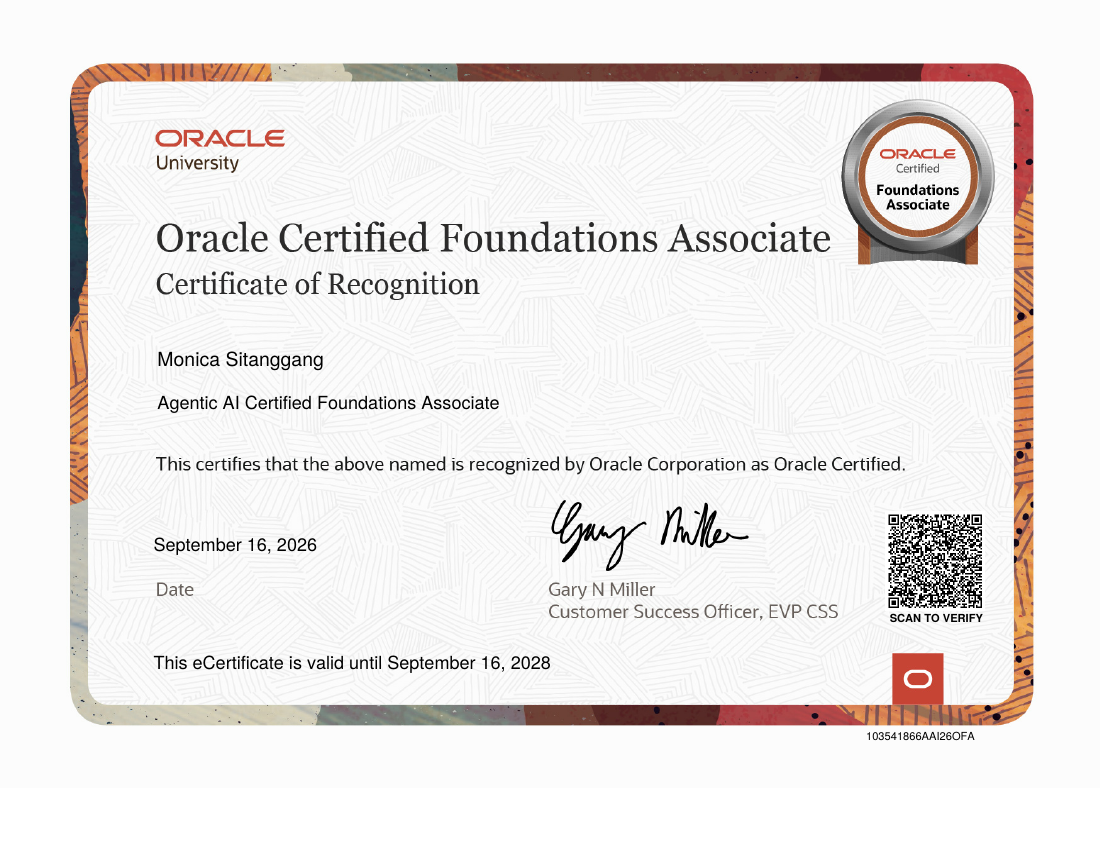 ORACLE
University
ORACLE
Certified
Foundations
Associate
Oracle Certified Foundations Associate
Certificate of Recognition
Monica Sitanggang
Agentic AI Certified Foundations Associate
This certifies that the above named is recognized by Oracle Corporation as Oracle Certified.
Gary Miller
September 16, 2026
Date
Gary N Miller
Customer Success Officer, EVP CSS
SCAN TO VERIFY
This eCertificate is valid until September 16, 2028
103541866AAI26OFA